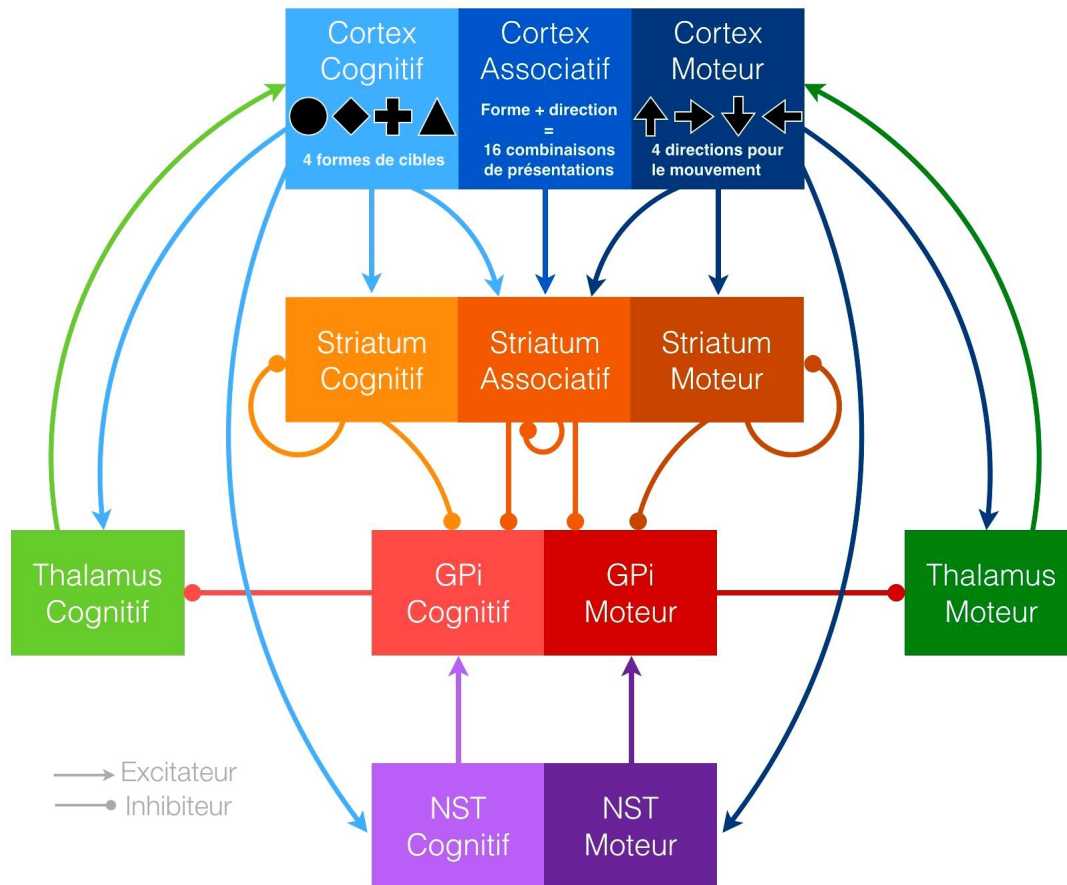 Cortex
Cognitif
4 formes de cibles
Cortex
Associatif
Forme + direction
=
16 combinaisons
de présentations
Cortex
Moteur
4 directions pour
le mouvement
Striatum
Cognitif
Striatum
Associatif
Striatum
Moteur
Thalamus
Cognitif
GPi
Cognitif
GPi
Moteur
Thalamus
Moteur
Excitateur
Inhibiteur
NST
Cognitif
NST
Moteur